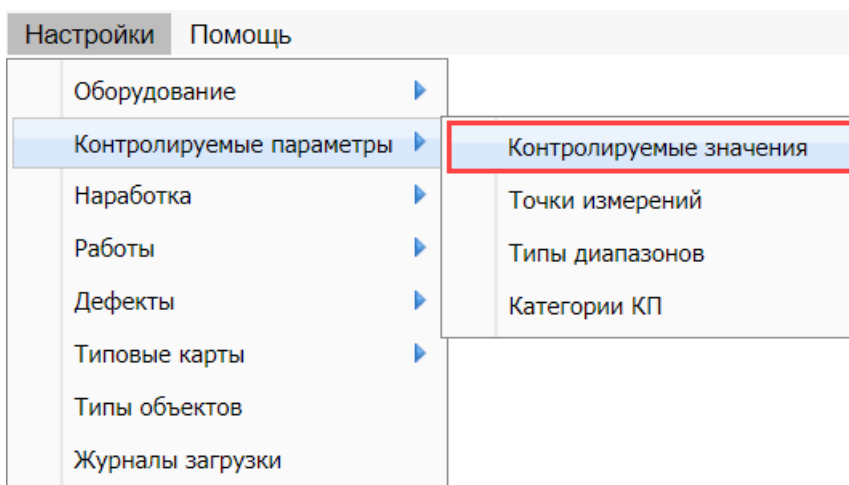 Настройки Помощь
Оборудование
Контролируемые параметры
Наработка
Работы
Дефекты
Типовые карты
Типы объектов
Журналы загрузки
Контролируемые значения
Точки измерений
Типы диапазонов
Категории КП